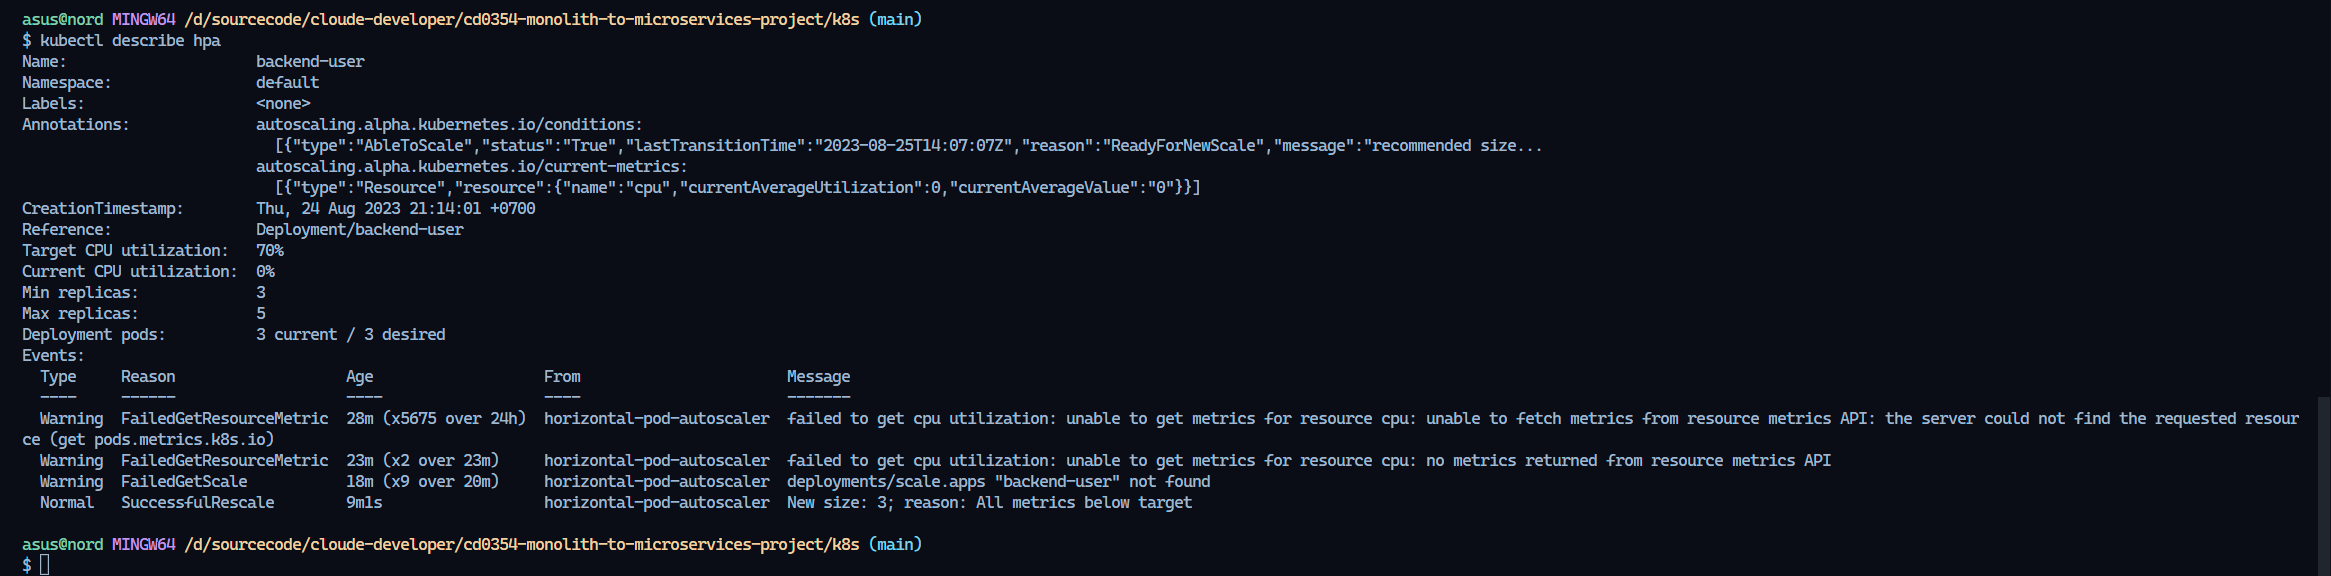 asus@nord MINGW64 /d/sourcecode/cloude-developer/cd0354-monolith-to-microservices-project/k8s (main)
$ kubectl describe hpa
Name:                     backend-user
Namespace:                default
Labels:                   <none>
Annotations:              autoscaling.alpha.kubernetes.io/conditions:
                            [{"type":"AbleToScale","status":"True","lastTransitionTime":"2023-08-25T14:07:07Z","reason":"ReadyForNewScale","message":"recommended size...
                          autoscaling.alpha.kubernetes.io/current-metrics:
                            [{"type":"Resource","resource":{"name":"cpu","currentAverageUtilization":0,"currentAverageValue":"0"}}]
CreationTimestamp:        Thu, 24 Aug 2023 21:14:01 +0700
Reference:                Deployment/backend-user
Target CPU utilization:   70%
Current CPU utilization:  0%
Min replicas:             3
Max replicas:             5
Deployment pods:          3 current / 3 desired
Events:
  Type     Reason                   Age                   From                       Message
  ----     ------                   ----                  ----                       -------
  Warning  FailedGetResourceMetric  28m (x5675 over 24h)  horizontal-pod-autoscaler  failed to get cpu utilization: unable to get metrics for resource cpu: unable to fetch metrics from resource metrics API: the server could not find the requested resour
ce (get pods.metrics.k8s.io)
  Warning  FailedGetResourceMetric  23m (x2 over 23m)     horizontal-pod-autoscaler  failed to get cpu utilization: unable to get metrics for resource cpu: no metrics returned from resource metrics API
  Warning  FailedGetScale           18m (x9 over 20m)     horizontal-pod-autoscaler  deployments/scale.apps "backend-user" not found
  Normal   SuccessfulRescale        9m1s                  horizontal-pod-autoscaler  New size: 3; reason: All metrics below target
asus@nord MINGW64 /d/sourcecode/cloude-developer/cd0354-monolith-to-microservices-project/k8s (main)
$